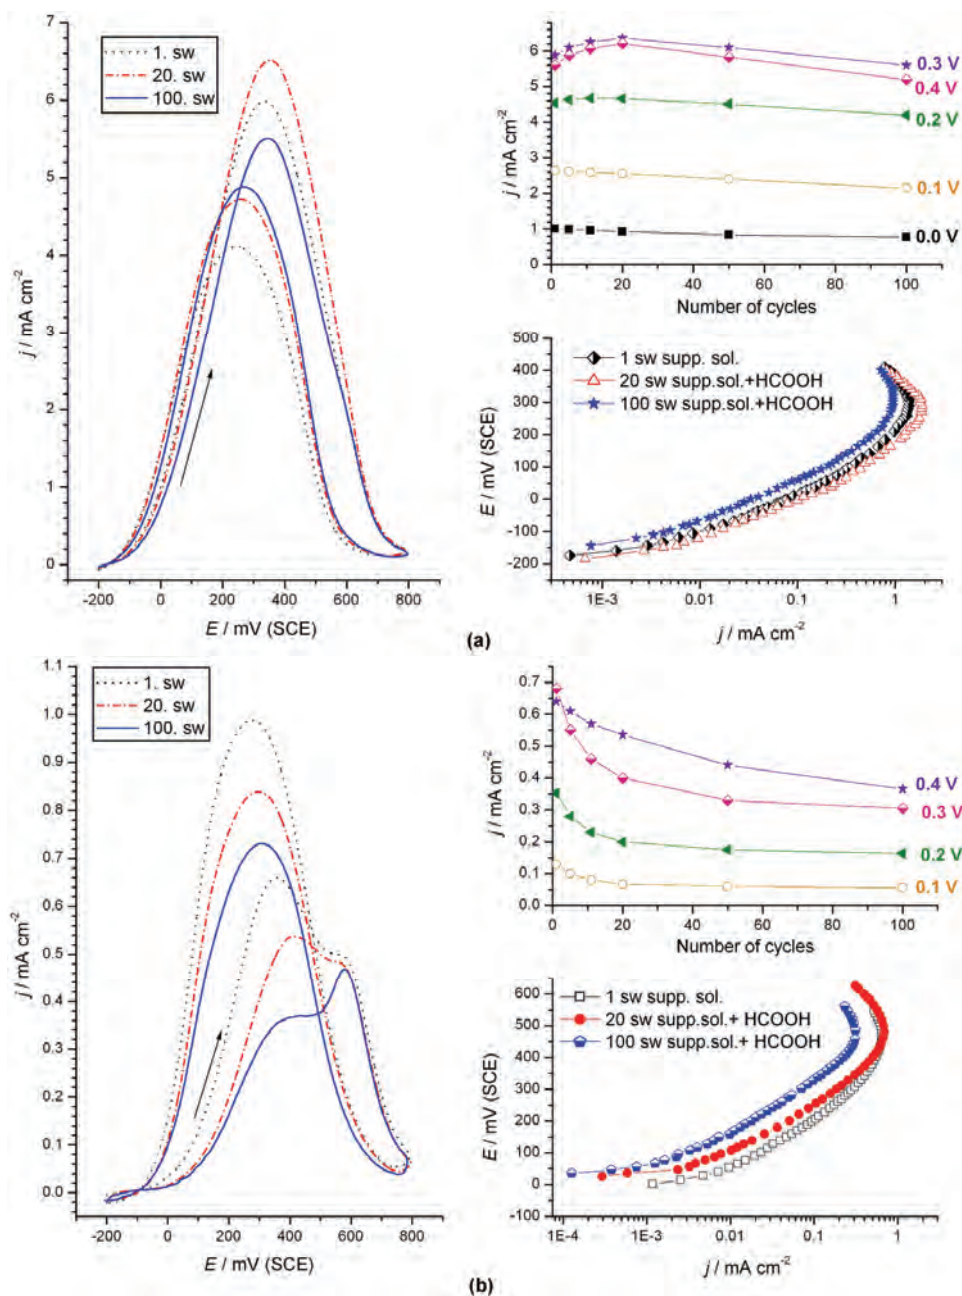 1. sw
20. sw
100. sw
7
6
5
4
3
2
1
0
j / mA cm-2
-200 0 200 400 600 800
E / mV (SCE)
6
4
2
0
j / mA cm-2
0.3 V
0.4 V
0.2 V
0.1 V
0.0 V
0 20 40 60 80 100
Number of cycles
1 sw supp. sol.
20 sw supp.sol.+HCOOH
100 sw supp.sol.+HCOOH
500
400
300
200
100
0
-100
-200
E / mV (SCE)
1E-3 0.01 0.1 1
j / mA cm-2
(a)
1. sw
20. sw
100. sw
1.1
1.0
0.9
0.8
0.7
0.6
0.5
0.4
0.3
0.2
0.1
0.0
j / mA cm-2
-200 0 200 400 600 800
E / mV (SCE)
0.7
0.6
0.5
0.4
0.3
0.2
0.1
0.0
j / mA cm-2
0.4 V
0.3 V
0.2 V
0.1 V
0 20 40 60 80 100
Number of cycles
1 sw supp. sol.
20 sw supp.sol.+ HCOOH
100 sw supp.sol.+ HCOOH
600
500
400
300
200
100
0
-100
E / mV (SCE)
1E-4 1E-3 0.01 0.1 1
j / mA cm-2
(b)